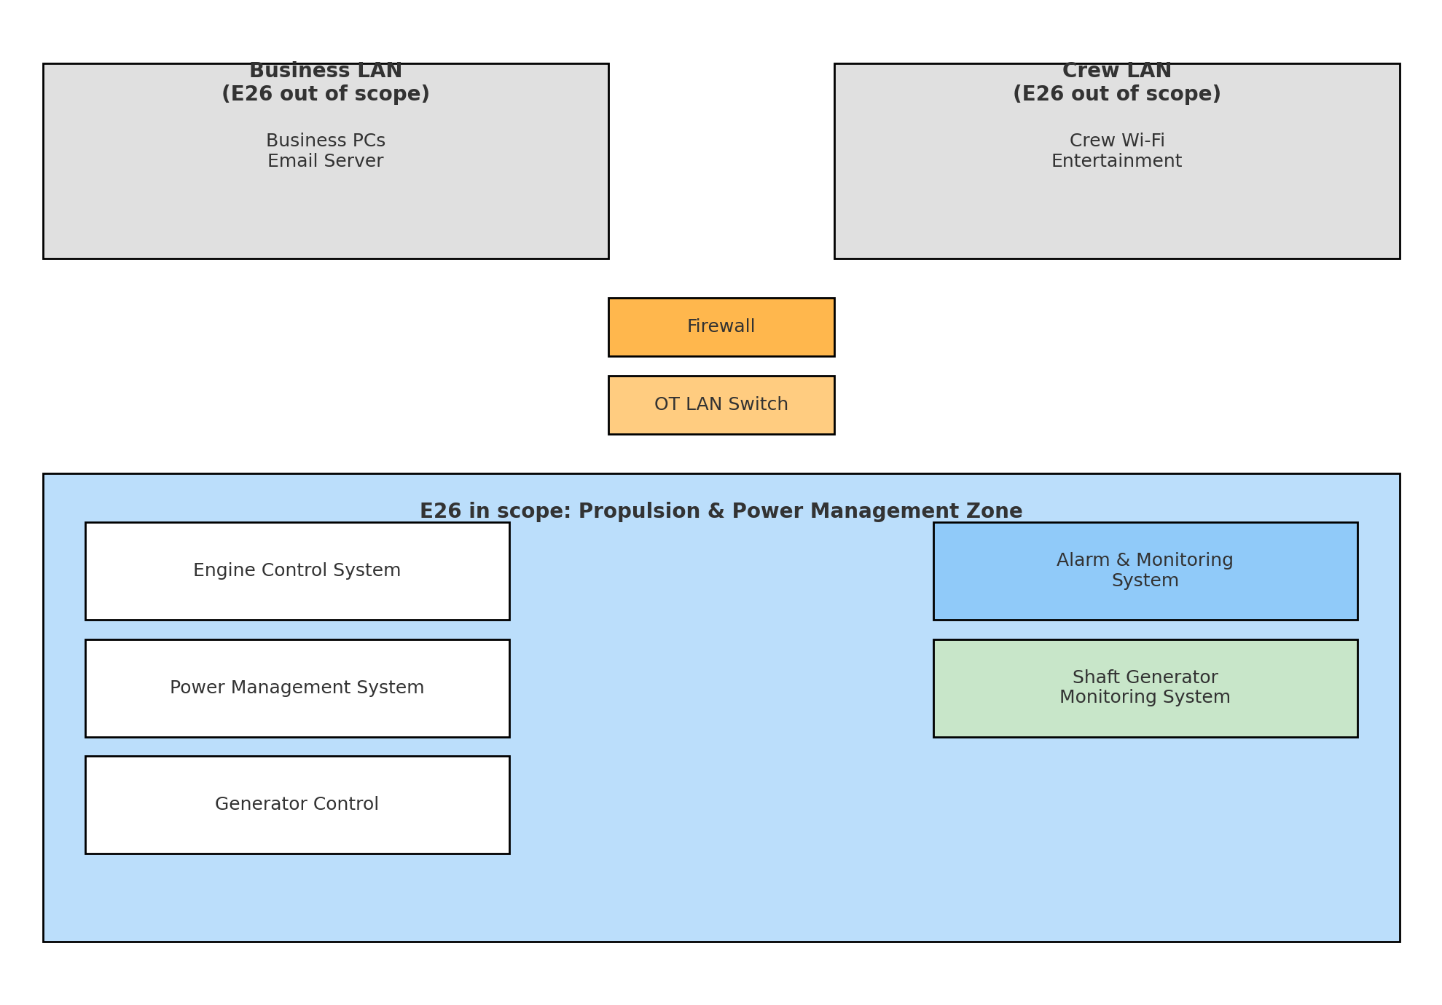 Business LAN
(E26 out of scope)
Business PCs
Email Server
Crew LAN
(E26 out of scope)
Crew Wi-Fi
Entertainment
Firewall
OT LAN Switch
E26 in scope: Propulsion & Power Management Zone
Engine Control System
Alarm & Monitoring
System
Power Management System
Shaft Generator
Monitoring System
Generator Control